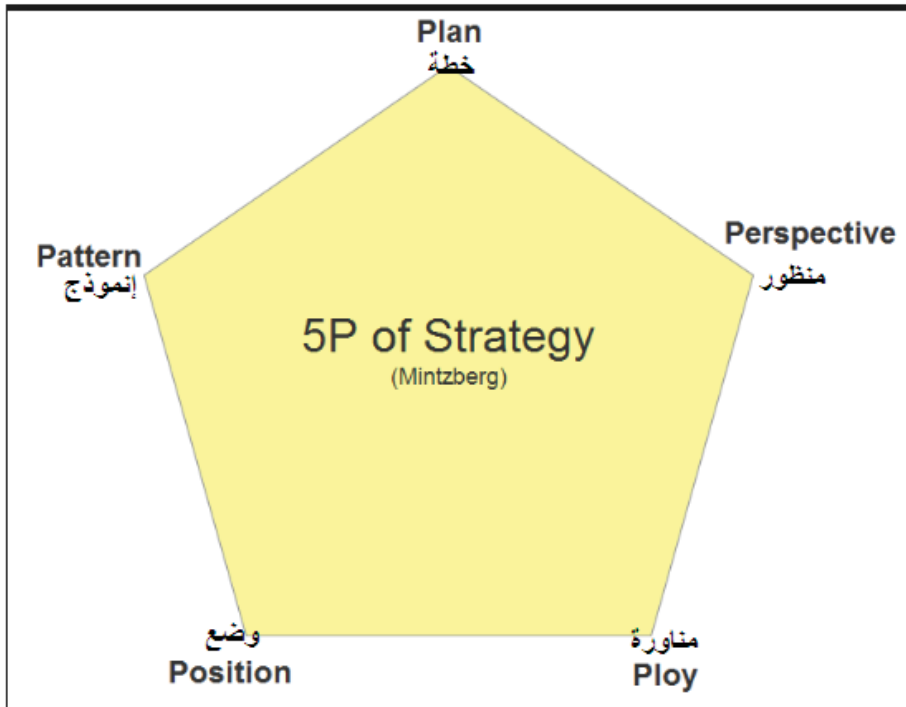 Plan
خطة
Perspective
منظور
Pattern
إنموذج
5P of Strategy
(Mintzberg)
وضع
Position
مناورة
Ploy